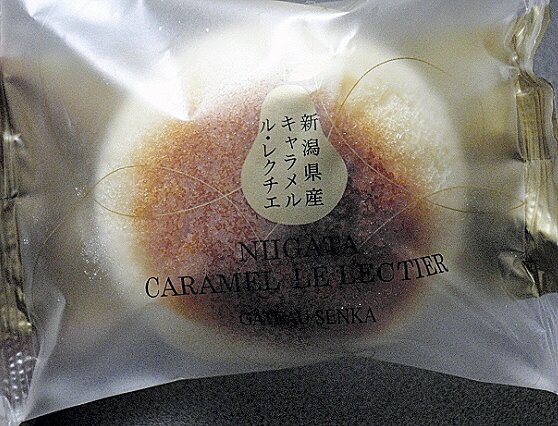 新潟県産
キャラメル
ル・レクチエ
NIIGATA
CARAMEL LE LECTIER
GATEAU SENKA